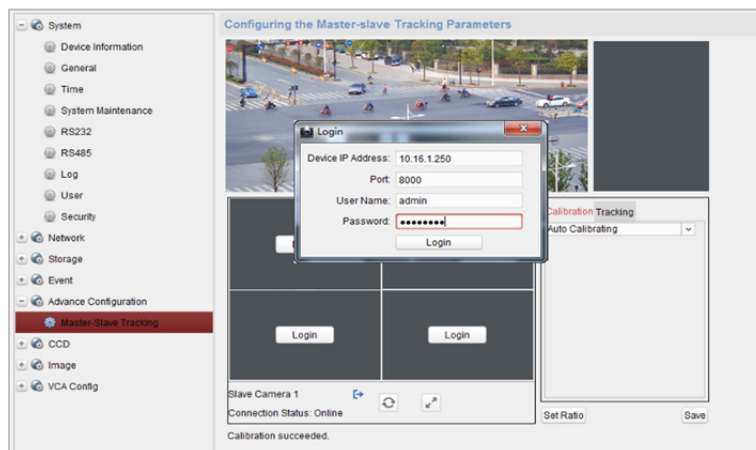 System
Device Information
General
Time
System Maintenance
RS232
RS485
Log
User
Security
Network
Storage
Event
Advance Configuration
Master-Slave Tracking
CCD
Image
VCA Config
Configuring the Master-slave Tracking Parameters
Login
Device IP Address: 10.16.1.250
Port: 8000
User Name: admin
Password: ••••••••
Login
Calibration Tracking
Auto Calibrating
Login Login
Slave Camera 1
Connection Status: Online
Set Ratio Save
Calibration succeeded.